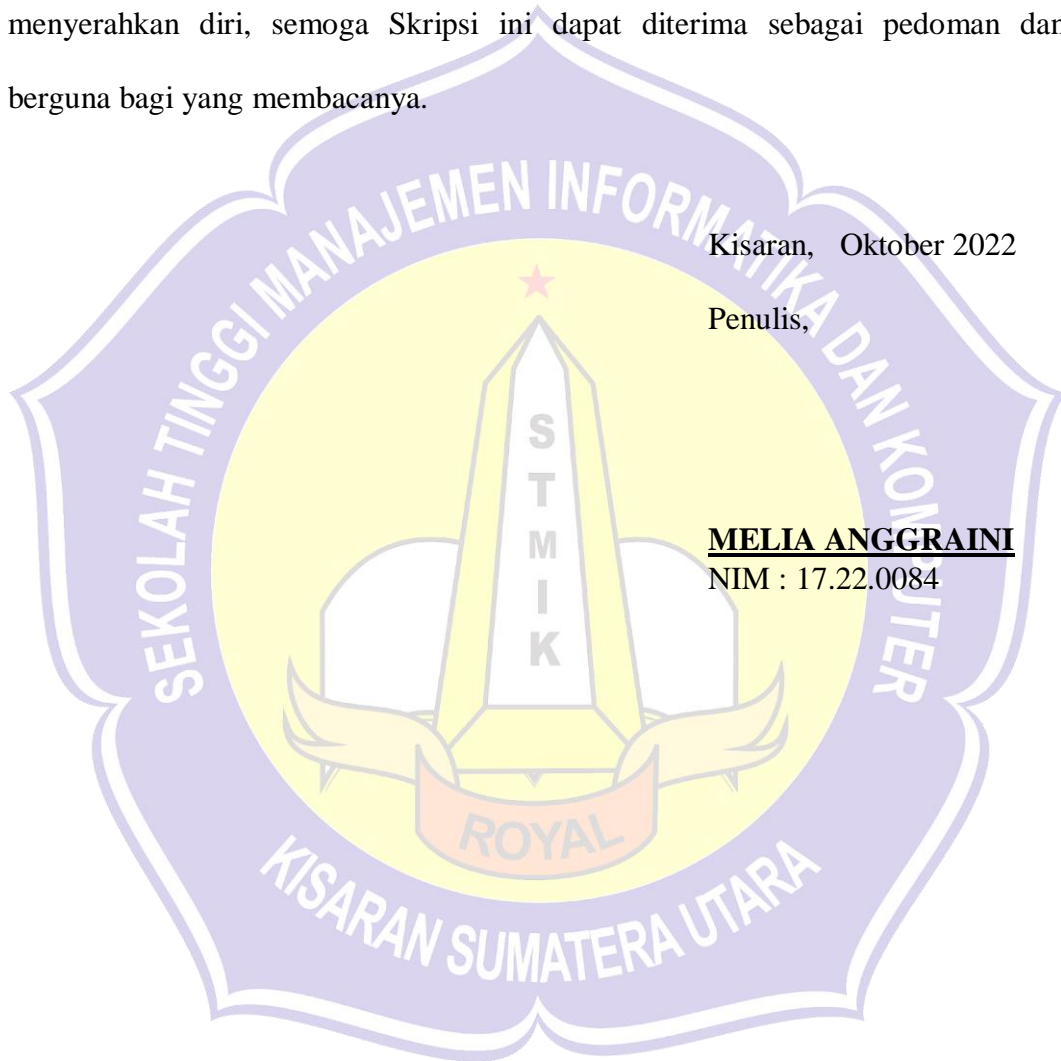 menyerahkan diri, semoga Skripsi ini dapat diterima sebagai pedoman dan
berguna bagi yang membacanya.
Kisaran, Oktober 2022
Penulis,
MELIA ANGGRAINI
NIM : 17.22.0084
SEKOLAH TINGGI MANAJEMEN INFORMATIKA DAN KOMPUTER
STMIK
ROYAL
KISARAN SUMATERA UTARA